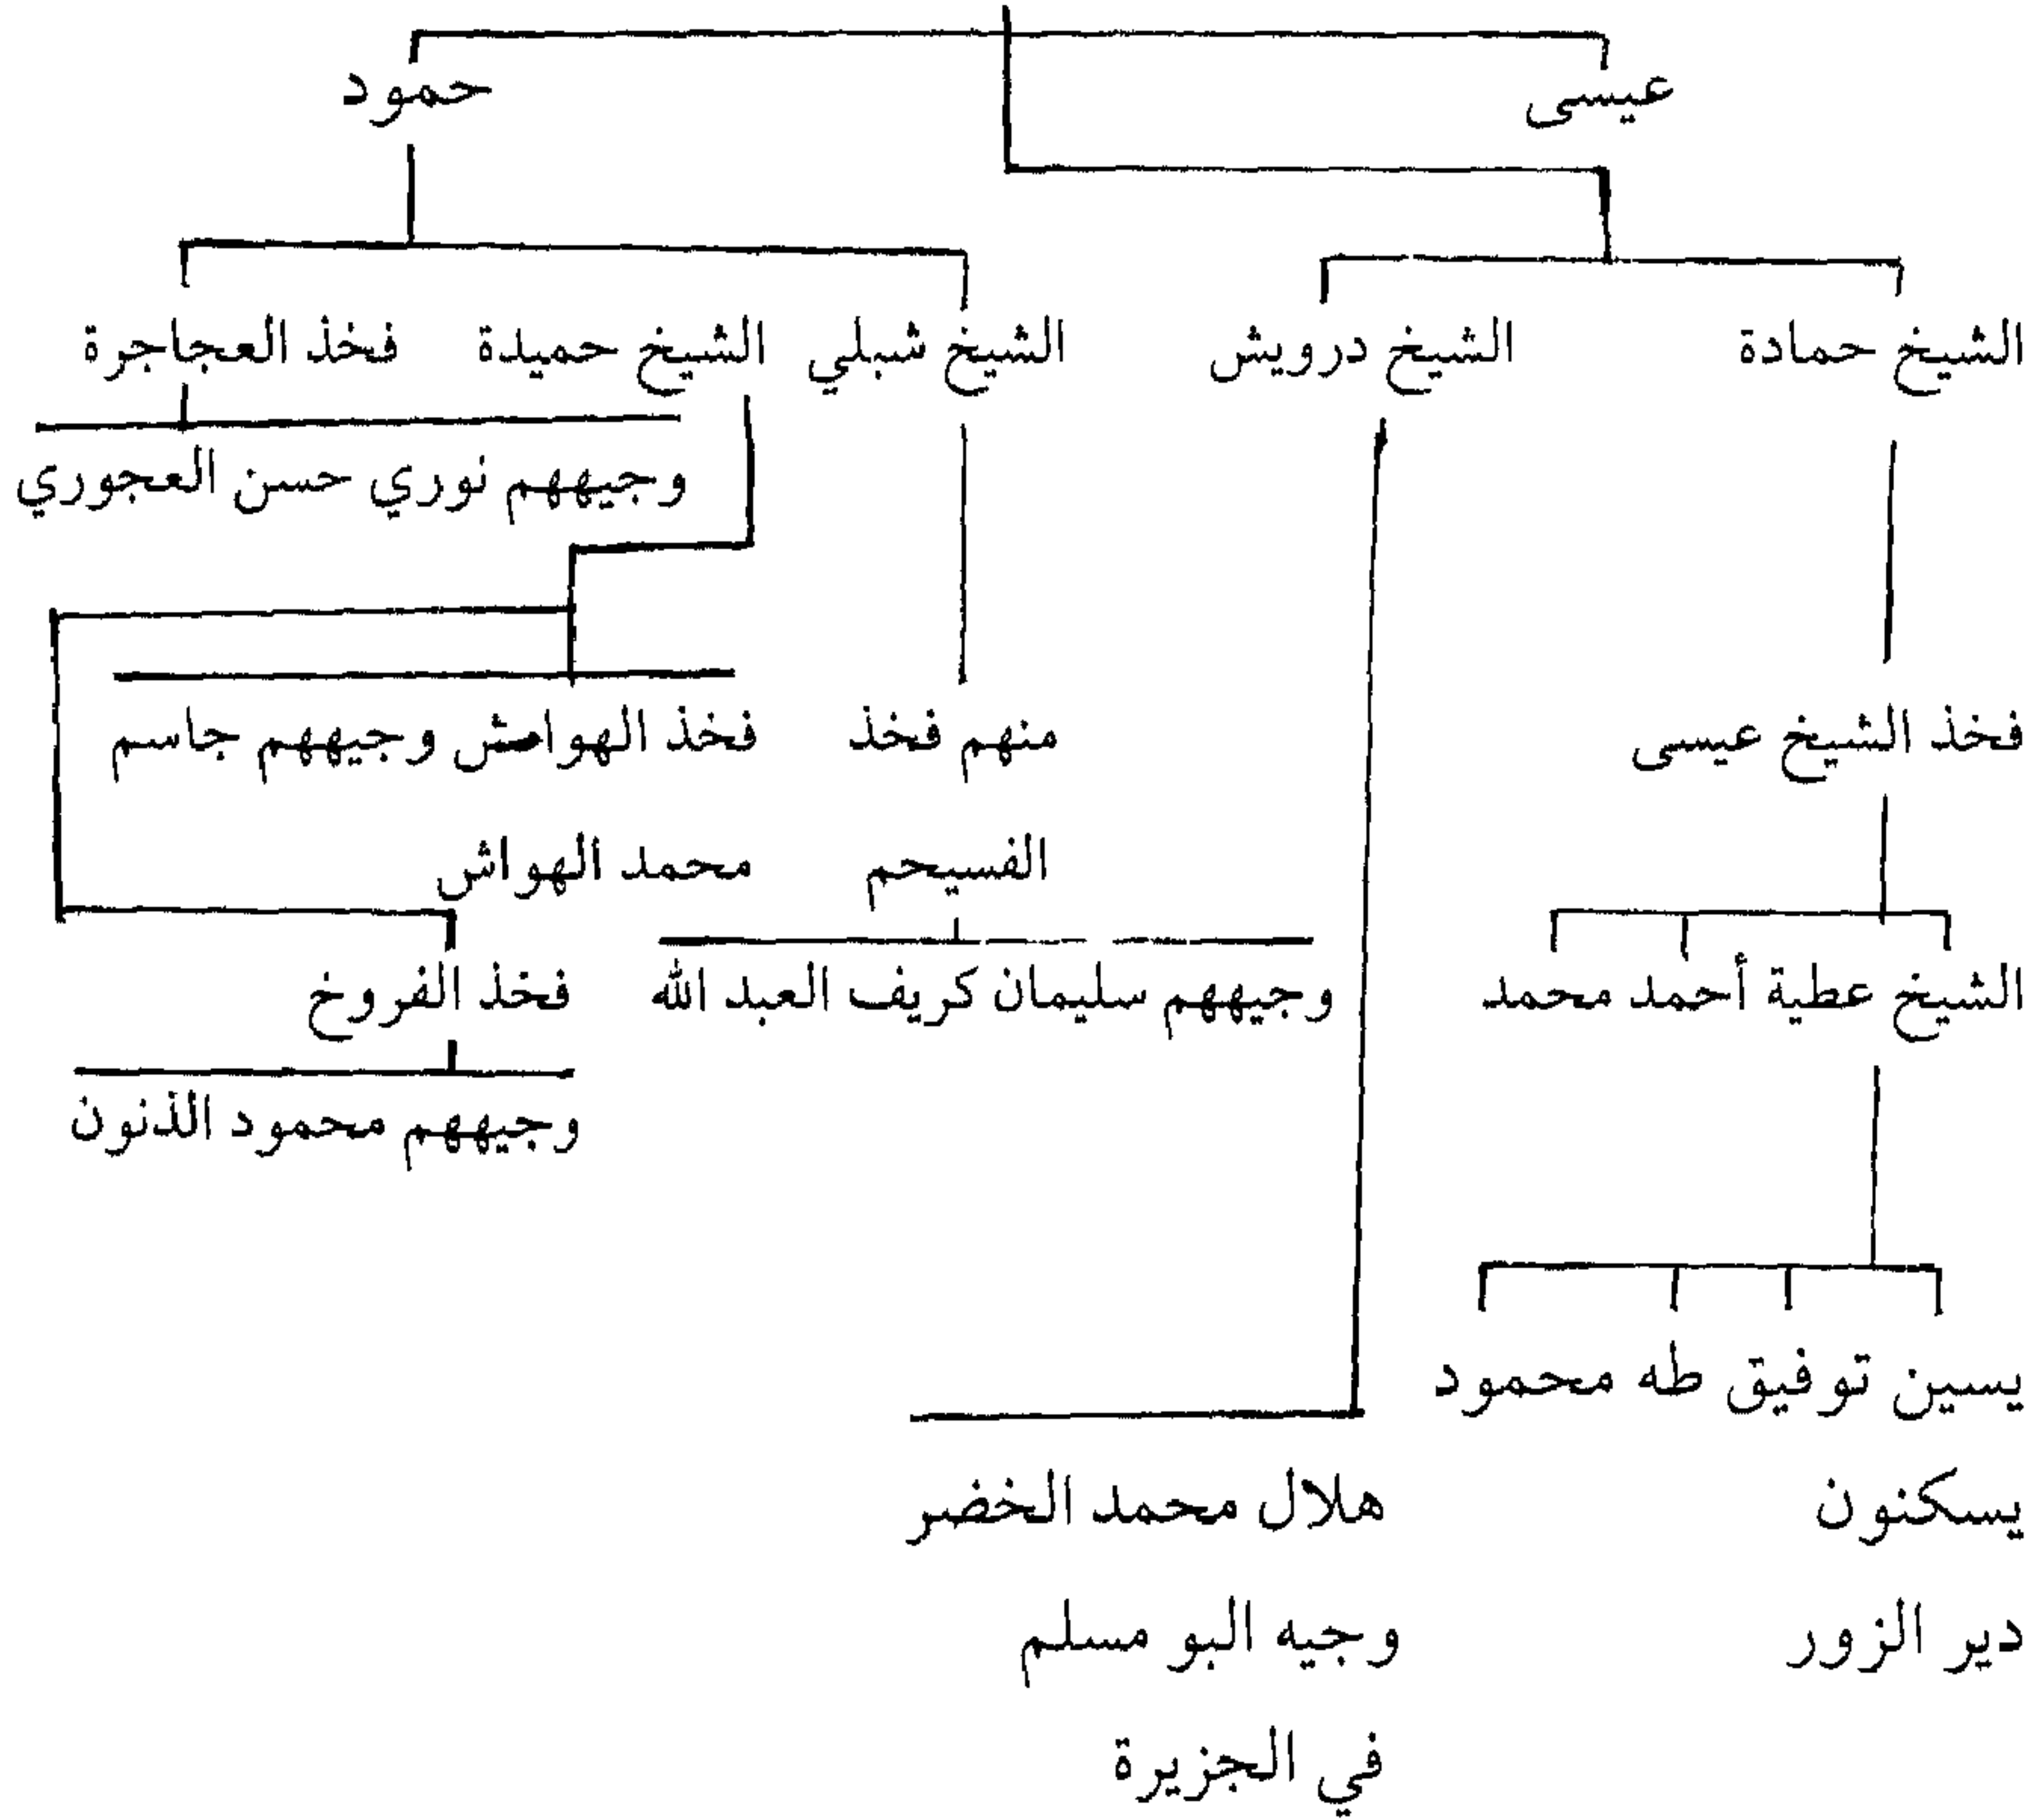 عيسى حمود
الشيخ حمادة الشيخ درويش الشيخ شبلي الشيخ حميدة فخذ العجاجرة
وجيههم نوري حسن العجوري
فخذ الشيخ عيسى منهم فخذ فخذ الهواش وجيههم جاسم
الفسيحم محمد الهواش
الشيخ عطية أحمد محمد وجيههم سليمان كريف العبد الله فخذ الفروخ
وجيههم محمود الذنون
يسين توفيق طه محمود
يسكنون هلال محمد الخضر
دير الزور وجيه البو مسلم
في الجزيرة